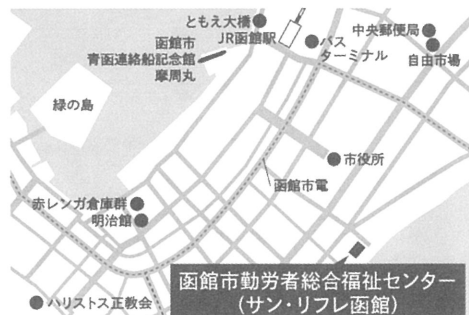 ともえ大橋
JR函館駅
函館市
青函連絡船記念館
摩周丸
バス
ターミナル
中央郵便局
自由市場
緑の島
市役所
函館市電
赤レンガ倉庫群
明治館
函館市勤労者総合福祉センター
(サン・リフレ函館)
ハリストス正教会